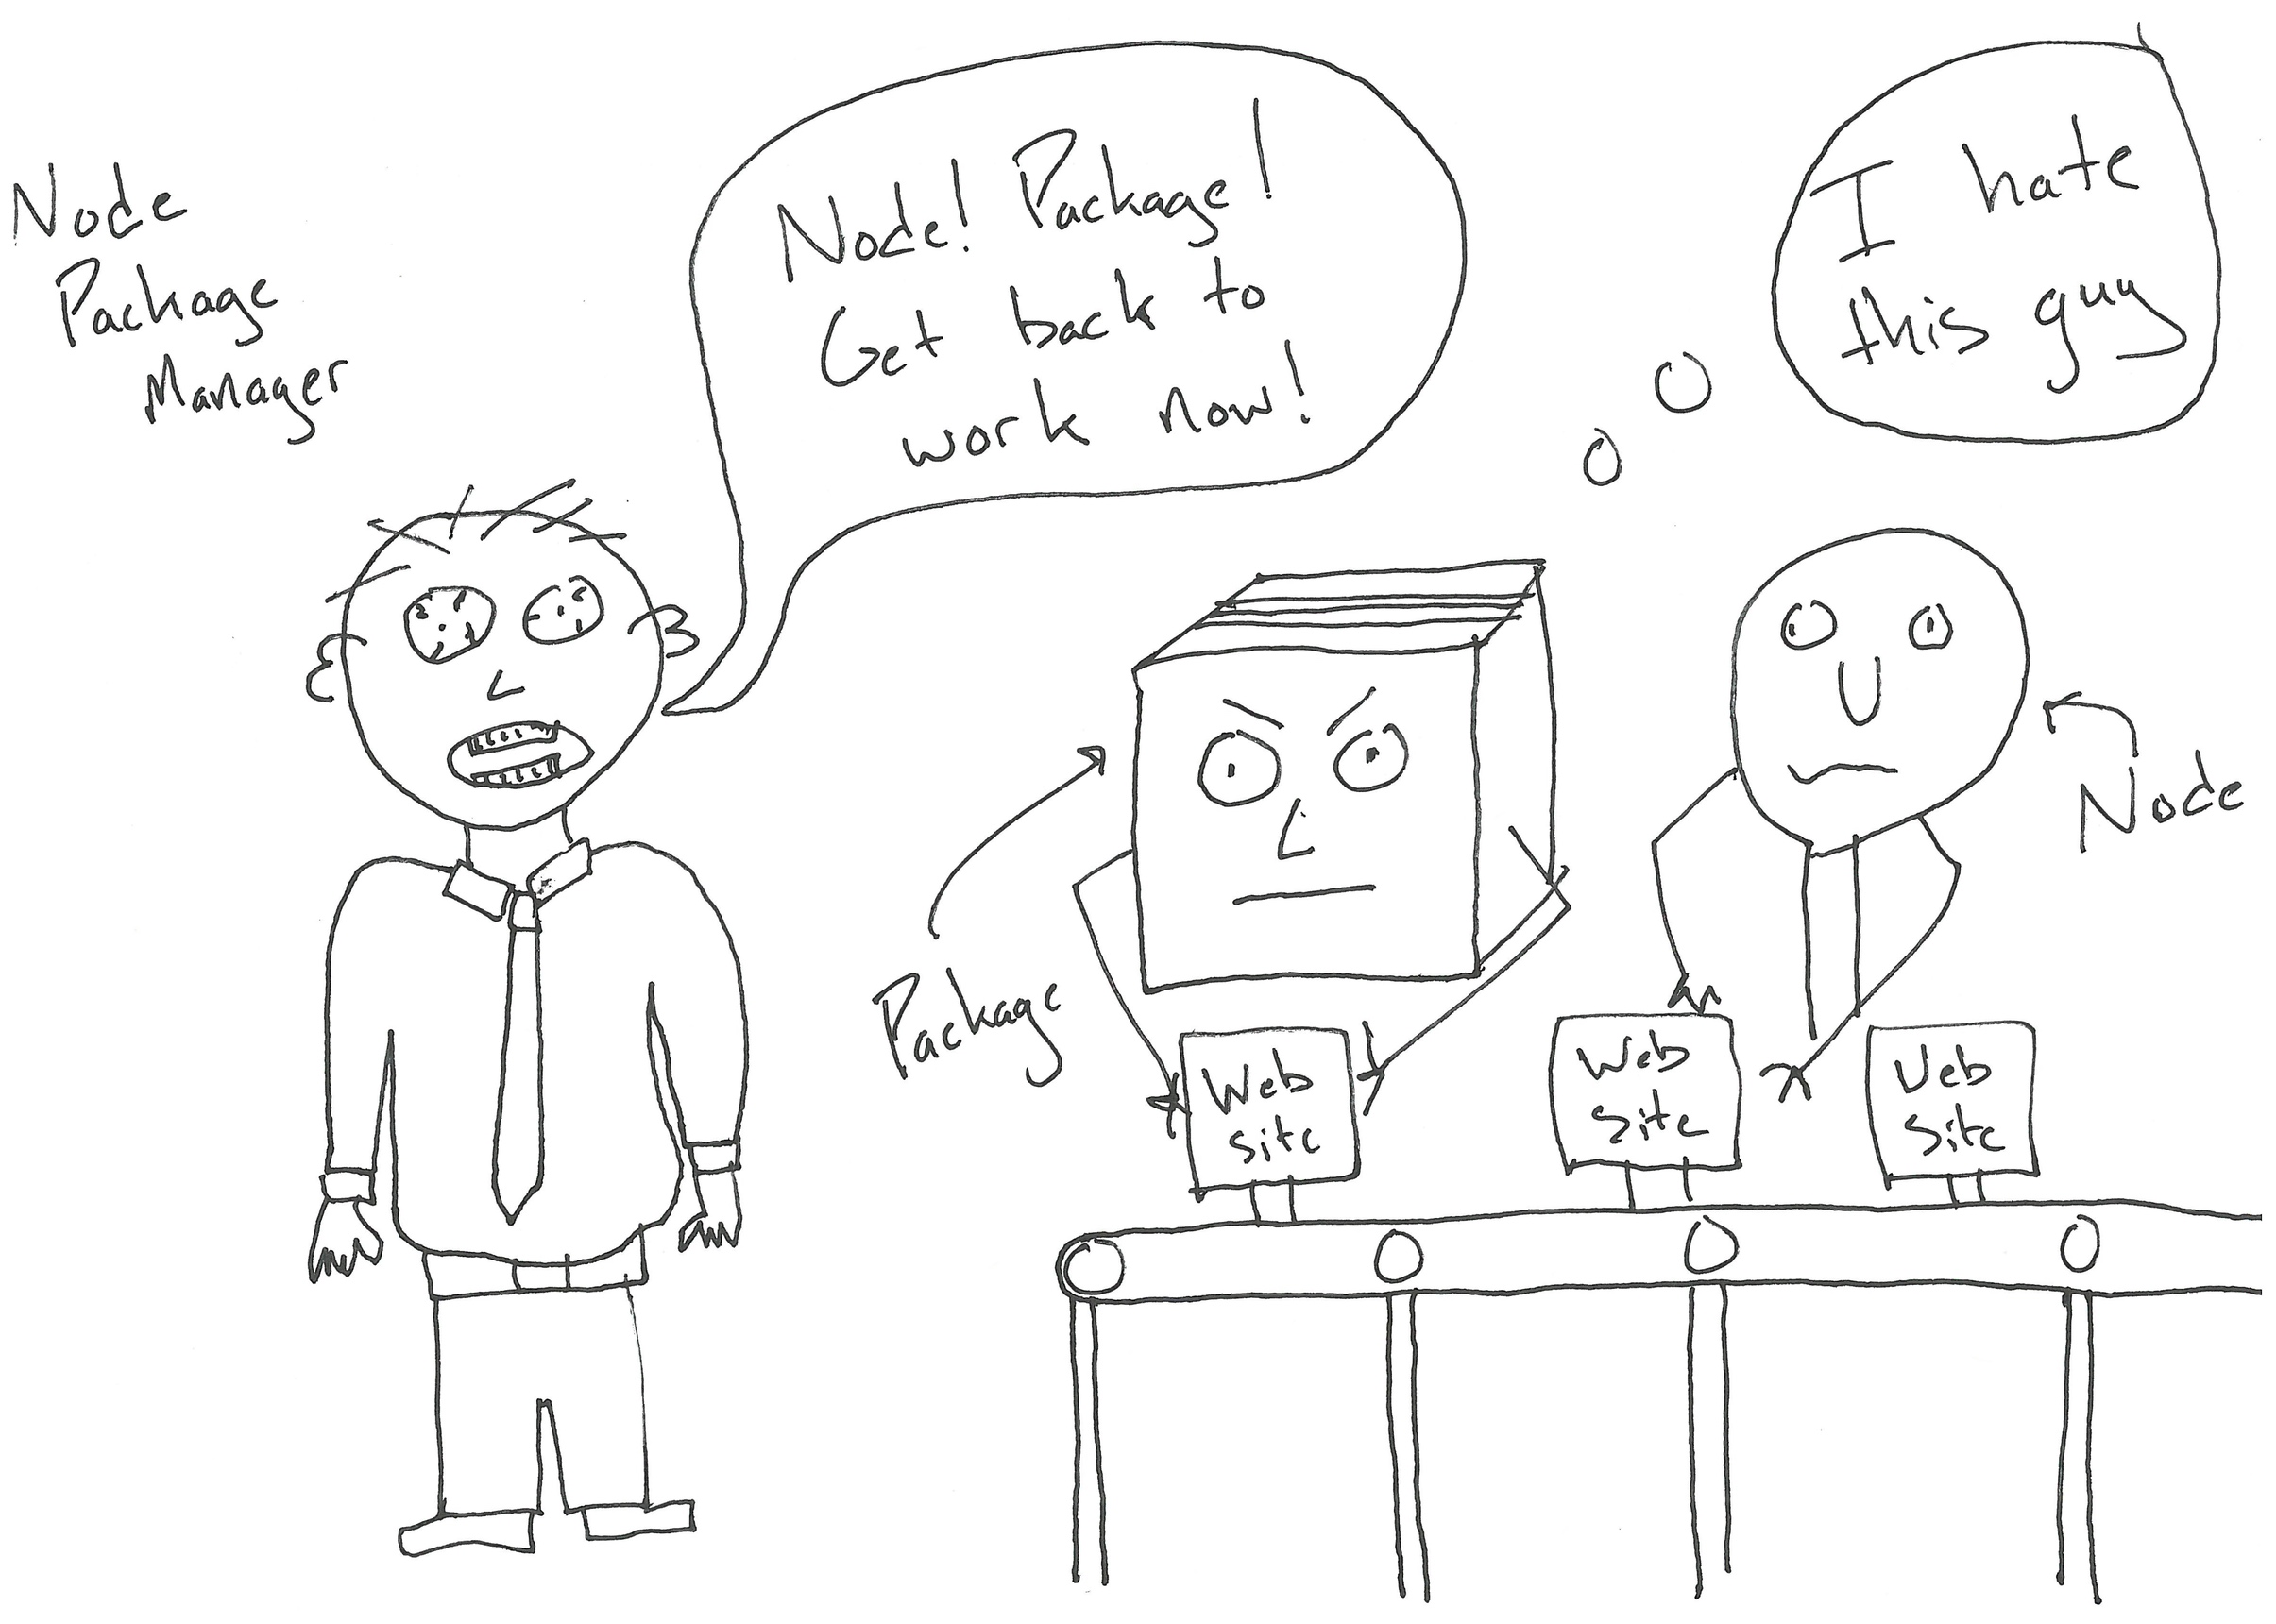 Node
Package
Manager
Node! Package!
Get back to
work now!
I hate
this guy
Package
Node
Web
site
Web
Site
Web
Site